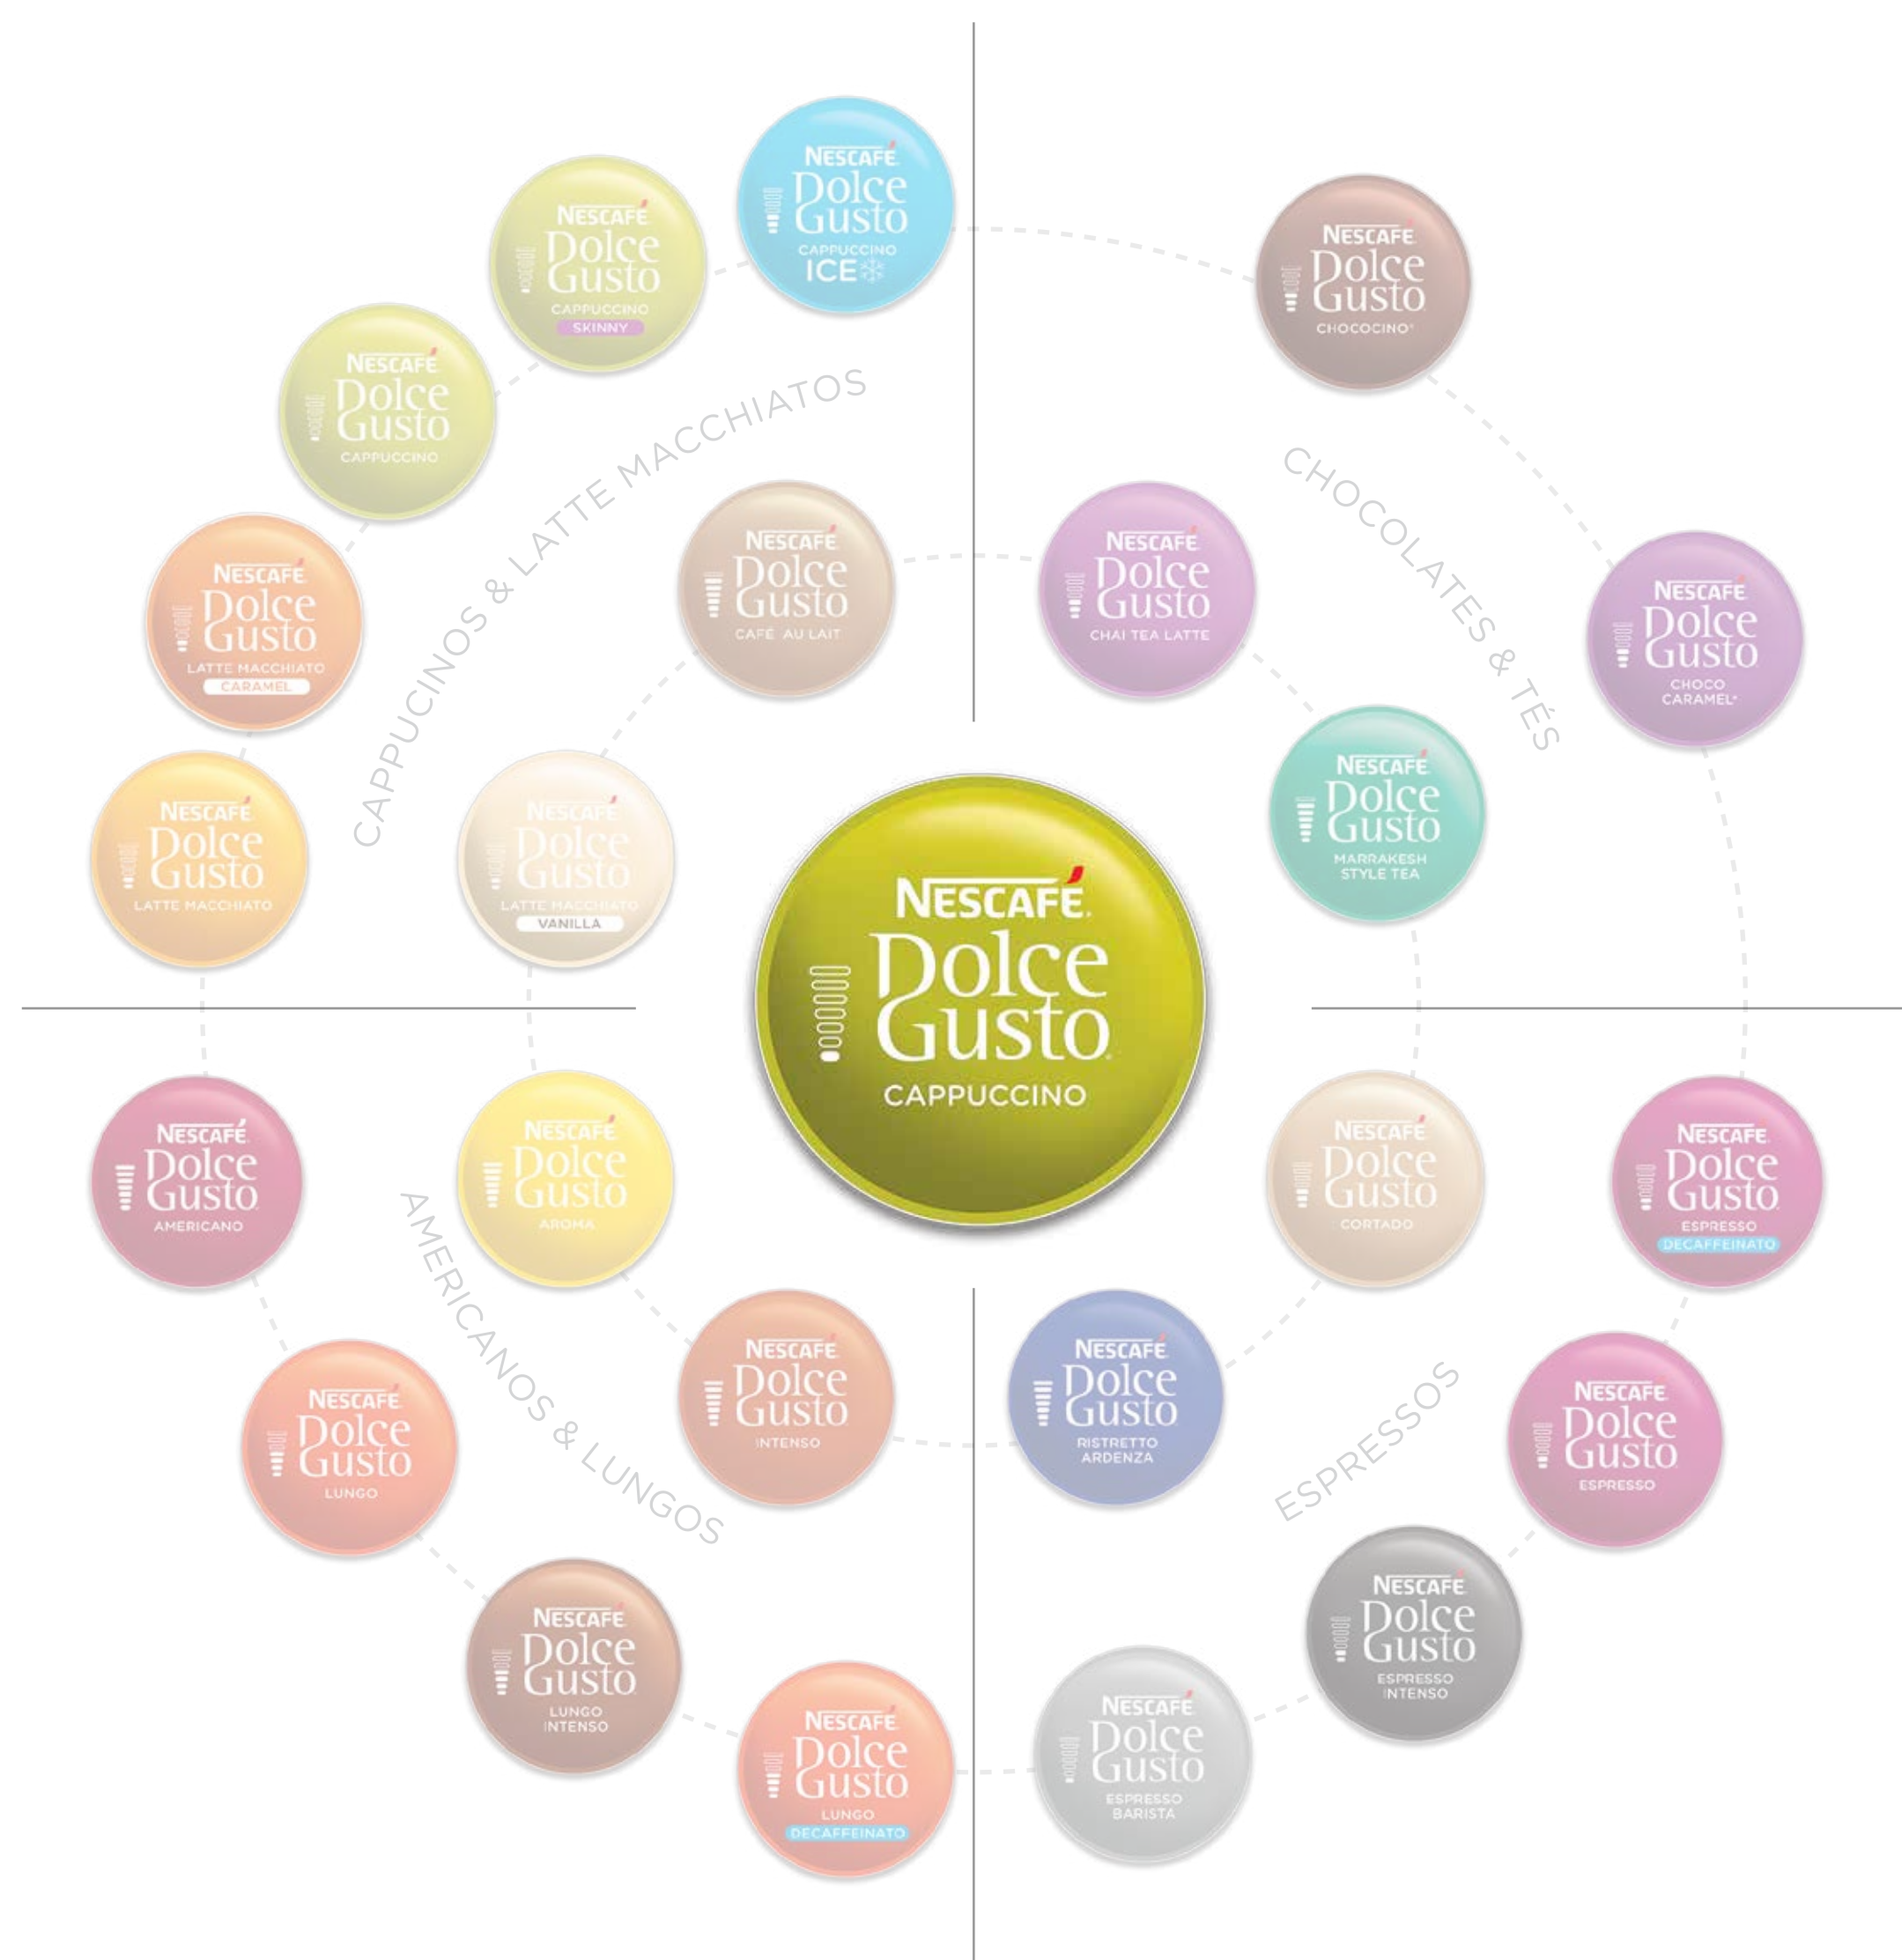 NESCAFÉ
Dolce
Gusto
CAPPUCCINO
ICE
NESCAFÉ
Dolce
Gusto
CAPPUCCINO
SKINNY
NESCAFÉ
Dolce
Gusto
CAPPUCCINO
NESCAFÉ
Dolce
Gusto
LATTE MACCHIATO
CARAMEL
NESCAFÉ
Dolce
Gusto
LATTE MACCHIATO
CAPPUCINOS & LATTE MACCHIATOS
NESCAFÉ
Dolce
Gusto
CAFÉ AU LAIT
NESCAFÉ
Dolce
Gusto
LATTE MACCHIATO
VANILLA
NESCAFÉ
Dolce
Gusto
CHOCOCINO*
NESCAFÉ
Dolce
Gusto
CHOCO
CARAMEL*
CHOCOLATES & TÉS
NESCAFÉ
Dolce
Gusto
CHAI TEA LATTE
NESCAFÉ
Dolce
Gusto
MARRAKESH
STYLE TEA
NESCAFÉ.
Dolce
Gusto
CAPPUCCINO
NESCAFÉ
Dolce
Gusto
AMERICANO
NESCAFÉ
Dolce
Gusto
AROMA
AMERICANOS & LUNGOS
NESCAFÉ
Dolce
Gusto
INTENSO
NESCAFÉ
Dolce
Gusto
LUNGO
NESCAFÉ
Dolce
Gusto
LUNGO
INTENSO
NESCAFÉ
Dolce
Gusto
LUNGO
DECAFFEINATO
NESCAFÉ
Dolce
Gusto
CORTADO
NESCAFÉ
Dolce
Gusto
ESPRESSO
DECAFFEINATO
NESCAFÉ
Dolce
Gusto
RISTRETTO
ARDENZA
ESPRESSOS
NESCAFÉ
Dolce
Gusto
ESPRESSO
NESCAFÉ
Dolce
Gusto
ESPRESSO
INTENSO
NESCAFÉ
Dolce
Gusto
ESPRESSO
BARISTA